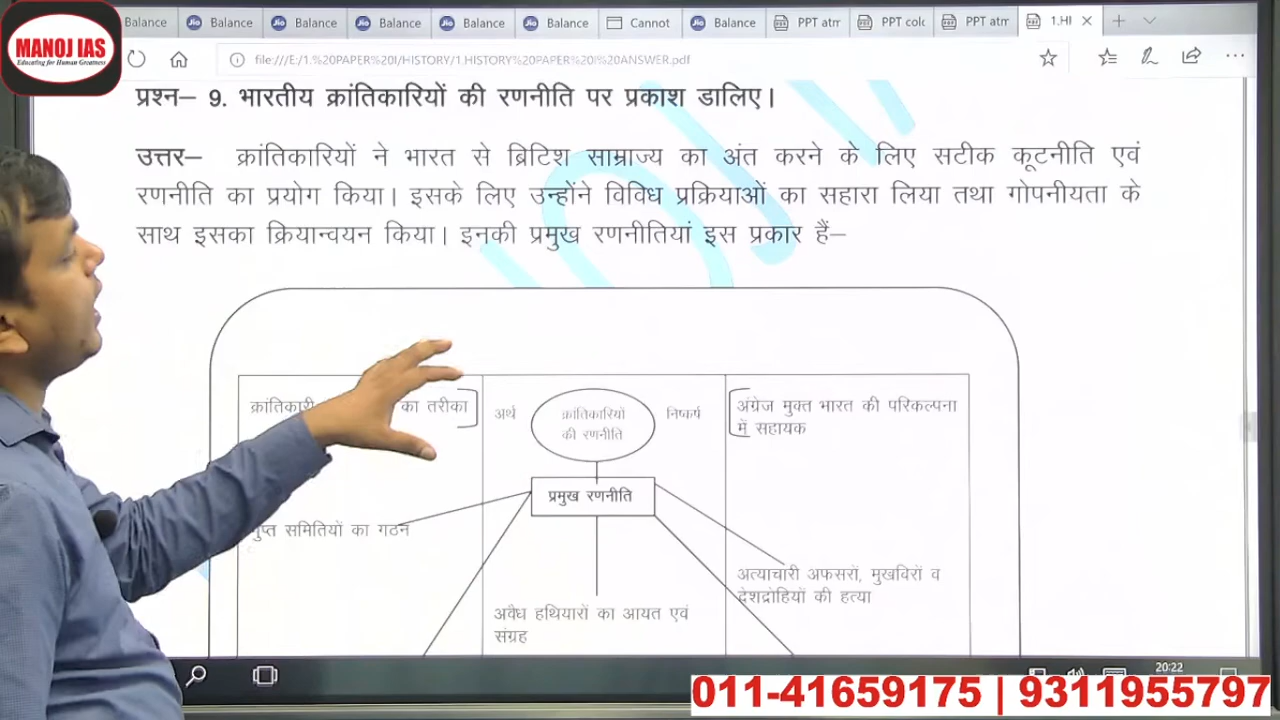 MANOJ IAS
Educating for Human Greatness
Balance
Balance
Balance
Balance
Balance
Balance
Cannot
Balance
PPT atm
PPT colo
PPT atm
1.HI
file:///E:/1.%20PAPER%20I/HISTORY/1.HISTORY%20PAPER%20I%20ANSWER.pdf
प्रश्न– 9. भारतीय क्रांतिकारियों की रणनीति पर प्रकाश डालिए।
उत्तर– क्रांतिकारियों ने भारत से ब्रिटिश साम्राज्य का अंत करने के लिए सटीक कूटनीति एवं
रणनीति का प्रयोग किया। इसके लिए उन्होंने विविध प्रक्रियाओं का सहारा लिया तथा गोपनीयता के
साथ इसका क्रियान्वयन किया। इनकी प्रमुख रणनीतियां इस प्रकार हैं–
क्रांतिकारी का तरीका
अर्थ
क्रांतिकारियों
की रणनीति
निष्कर्ष
अंग्रेज मुक्त भारत की परिकल्पना
में सहायक
प्रमुख रणनीति
समितियों का गठन
अत्याचारी अफसरों, मुखविरों व
देशद्रोहियों की हत्या
अवैध हथियारों का आयत एवं
संग्रह
20:22
011-41659175 | 9311955797